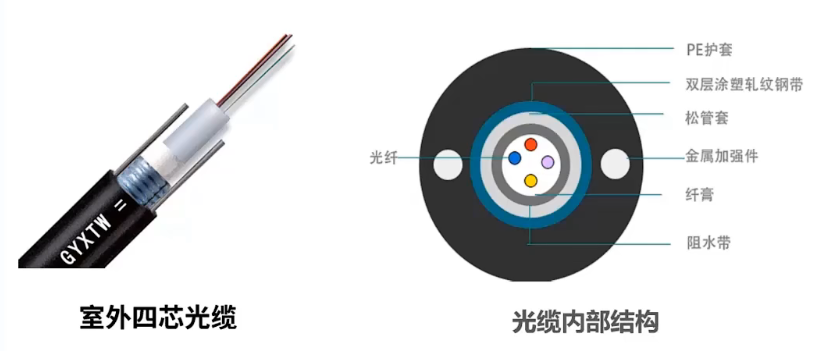 PE护套
双层涂塑轧纹钢带
松管套
光纤
金属加强件
纤膏
阻水带
GYXTW =
室外四芯光缆
光缆内部结构